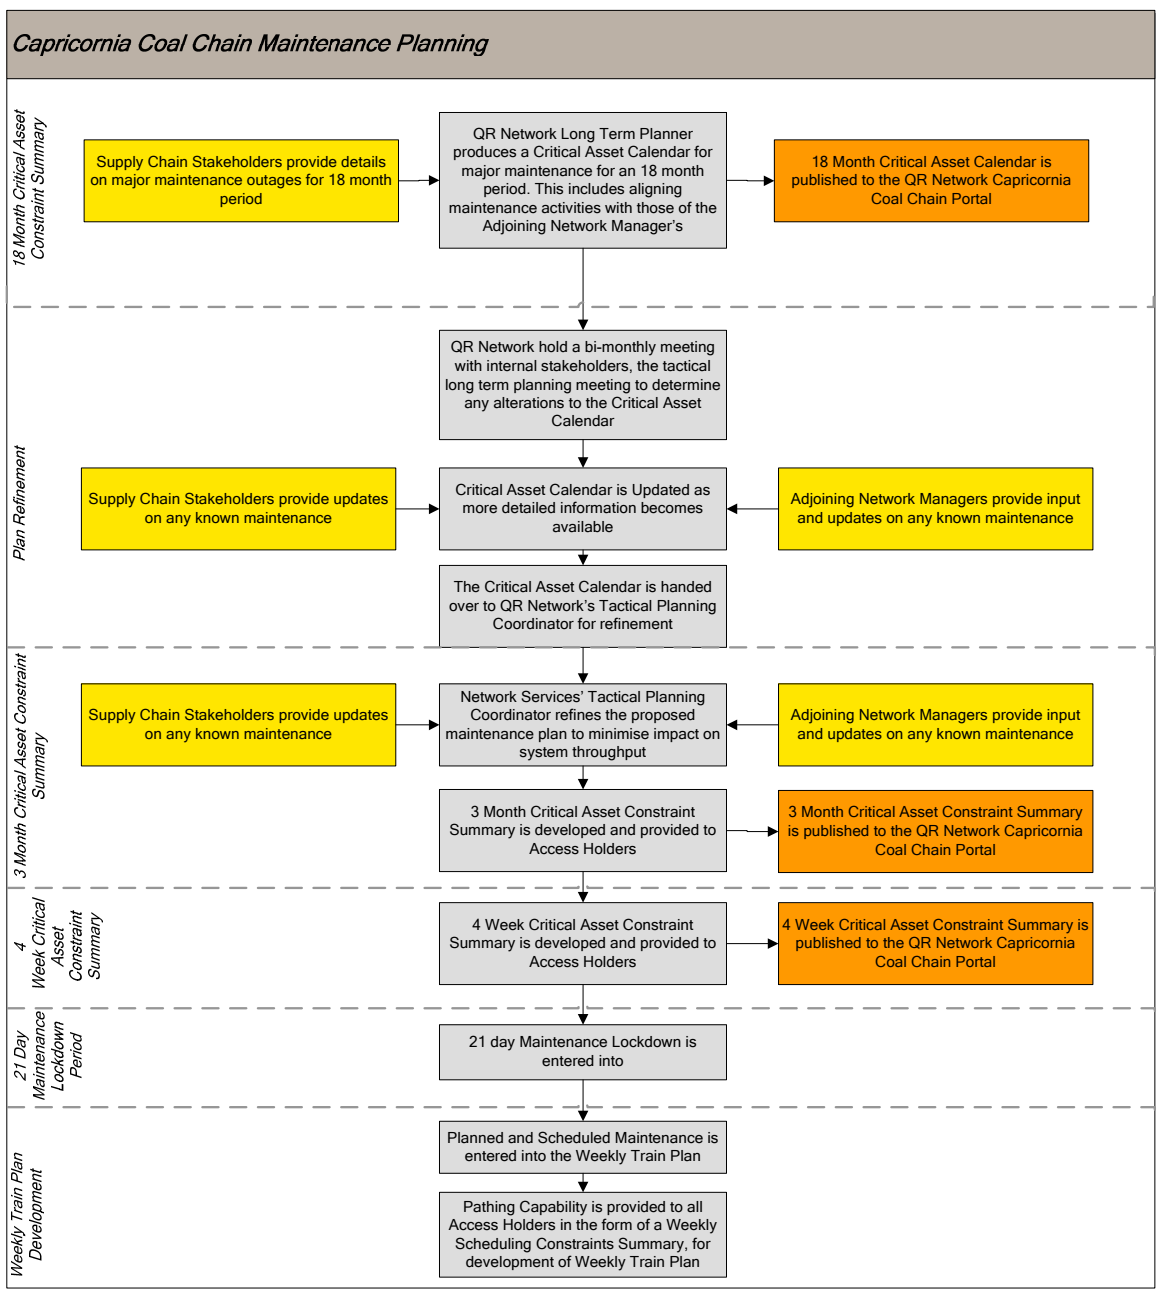 Capricornia Coal Chain Maintenance Planning
18 Month Critical Asset
Constraint Summary
Supply Chain Stakeholders provide details
on major maintenance outages for 18 month
period
QR Network Long Term Planner
produces a Critical Asset Calendar for
major maintenance for an 18 month
period. This includes aligning
maintenance activities with those of the
Adjoining Network Manager's
18 Month Critical Asset Calendar is
published to the QR Network Capricornia
Coal Chain Portal
Plan Refinement
QR Network hold a bi-monthly meeting
with internal stakeholders, the tactical
long term planning meeting to determine
any alterations to the Critical Asset
Calendar
Supply Chain Stakeholders provide updates
on any known maintenance
Critical Asset Calendar is Updated as
more detailed information becomes
available
Adjoining Network Managers provide input
and updates on any known maintenance
The Critical Asset Calendar is handed
over to QR Network's Tactical Planning
Coordinator for refinement
3 Month Critical Asset Constraint
Summary
Supply Chain Stakeholders provide updates
on any known maintenance
Network Services' Tactical Planning
Coordinator refines the proposed
maintenance plan to minimise impact on
system throughput
Adjoining Network Managers provide input
and updates on any known maintenance
3 Month Critical Asset Constraint
Summary is developed and provided to
Access Holders
3 Month Critical Asset Constraint Summary
is published to the QR Network Capricornia
Coal Chain Portal
4
Week Critical
Asset
Constraint
Summary
4 Week Critical Asset Constraint
Summary is developed and provided to
Access Holders
4 Week Critical Asset Constraint Summary is
published to the QR Network Capricornia
Coal Chain Portal
21 Day
Maintenance
Lockdown
Period
21 day Maintenance Lockdown is
entered into
Weekly Train Plan
Development
Planned and Scheduled Maintenance is
entered into the Weekly Train Plan
Pathing Capability is provided to all
Access Holders in the form of a Weekly
Scheduling Constraints Summary, for
development of Weekly Train Plan